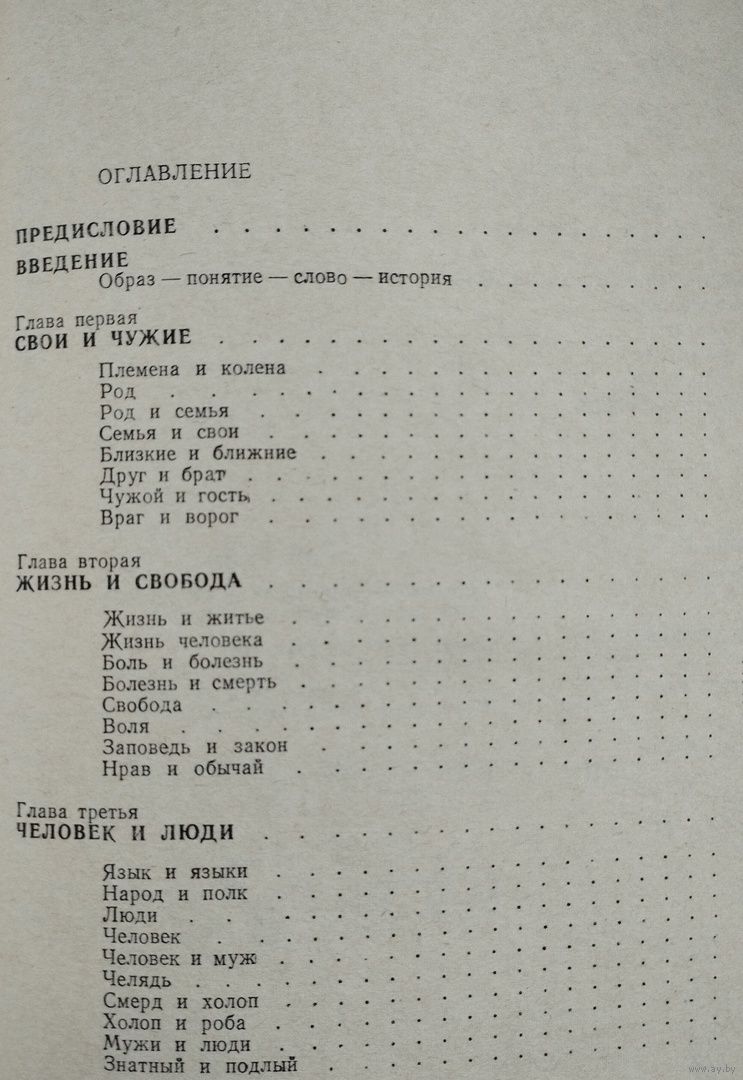 ОГЛАВЛЕНИЕ
ПРЕДИСЛОВИЕ . . . . . . . . . . . . . . . . . .
ВВЕДЕНИЕ
Образ — понятие — слово — история . . . . . . . . .
Глава первая
СВОИ И ЧУЖИЕ . . . . . . . . . . . . . . . . . .
Племена и колена . . . . . . . . . . . . . . .
Род . . . . . . . . . . . . . . . . . . . .
Род и семья . . . . . . . . . . . . . . . . .
Семья и свои . . . . . . . . . . . . . . . . .
Близкие и ближние . . . . . . . . . . . . . . .
Друг и брат . . . . . . . . . . . . . . . . .
Чужой и гость . . . . . . . . . . . . . . . . .
Враг и ворог . . . . . . . . . . . . . . . . .
Глава вторая
ЖИЗНЬ И СВОБОДА . . . . . . . . . . . . . . . .
Жизнь и житье . . . . . . . . . . . . . . . .
Жизнь человека . . . . . . . . . . . . . . . .
Боль и болезнь . . . . . . . . . . . . . . . .
Болезнь и смерть . . . . . . . . . . . . . . . .
Свобода . . . . . . . . . . . . . . . . . . .
Воля . . . . . . . . . . . . . . . . . . . .
Заповедь и закон . . . . . . . . . . . . . . .
Нрав и обычай . . . . . . . . . . . . . . . .
Глава третья
ЧЕЛОВЕК И ЛЮДИ . . . . . . . . . . . . . . . .
Язык и языки . . . . . . . . . . . . . . . . .
Народ и полк . . . . . . . . . . . . . . . . .
Люди . . . . . . . . . . . . . . . . . . . .
Человек . . . . . . . . . . . . . . . . . . .
Человек и муж . . . . . . . . . . . . . . . . .
Челядь . . . . . . . . . . . . . . . . . . .
Смерд и холоп . . . . . . . . . . . . . . . . .
Холоп и роба . . . . . . . . . . . . . . . . .
Мужи и люди . . . . . . . . . . . . . . . . .
Знатный и подлый . . . . . . . . . . . . . . .
www.ay.by